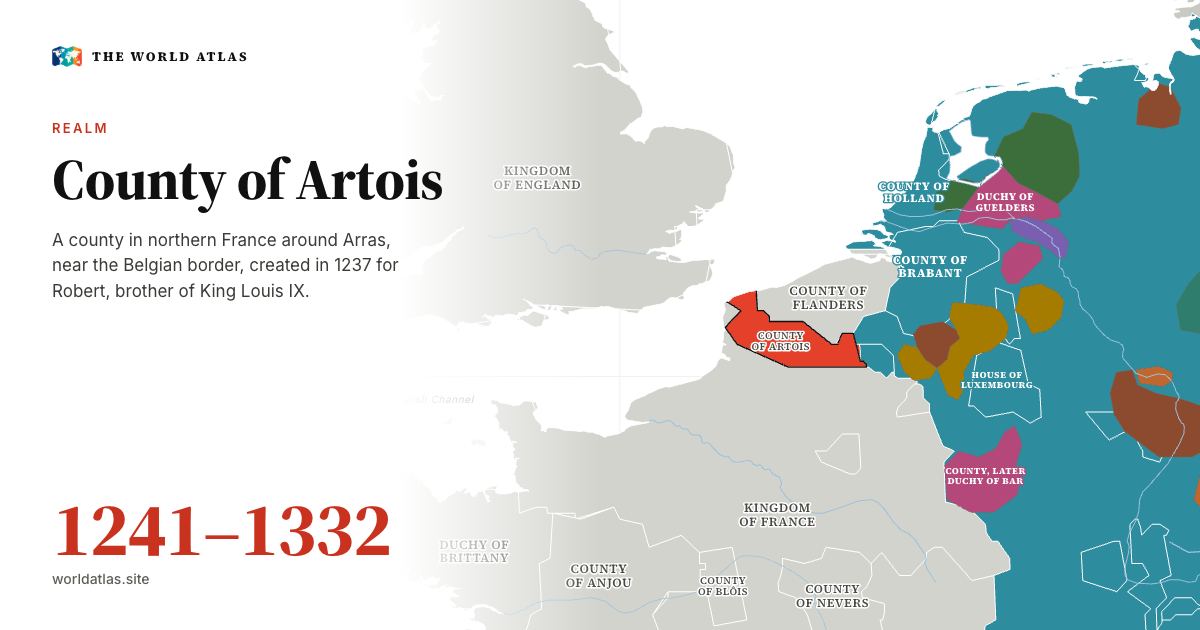 THE WORLD ATLAS
REALM
County of Artois
A county in northern France around Arras,
near the Belgian border, created in 1237 for
Robert, brother of King Louis IX.
1241–1332
worldatlas.site
KINGDOM
OF ENGLAND
COUNTY OF
HOLLAND
DUCHY OF
GUELDERS
COUNTY OF
BRABANT
COUNTY OF
FLANDERS
COUNTY
OF ARTOIS
HOUSE OF
LUXEMBOURG
Channel
COUNTY, LATER
DUCHY OF BAR
KINGDOM
OF FRANCE
DUCHY OF
BRITTANY
COUNTY
OF ANJOU
COUNTY
OF BLOIS
COUNTY
OF NEVERS